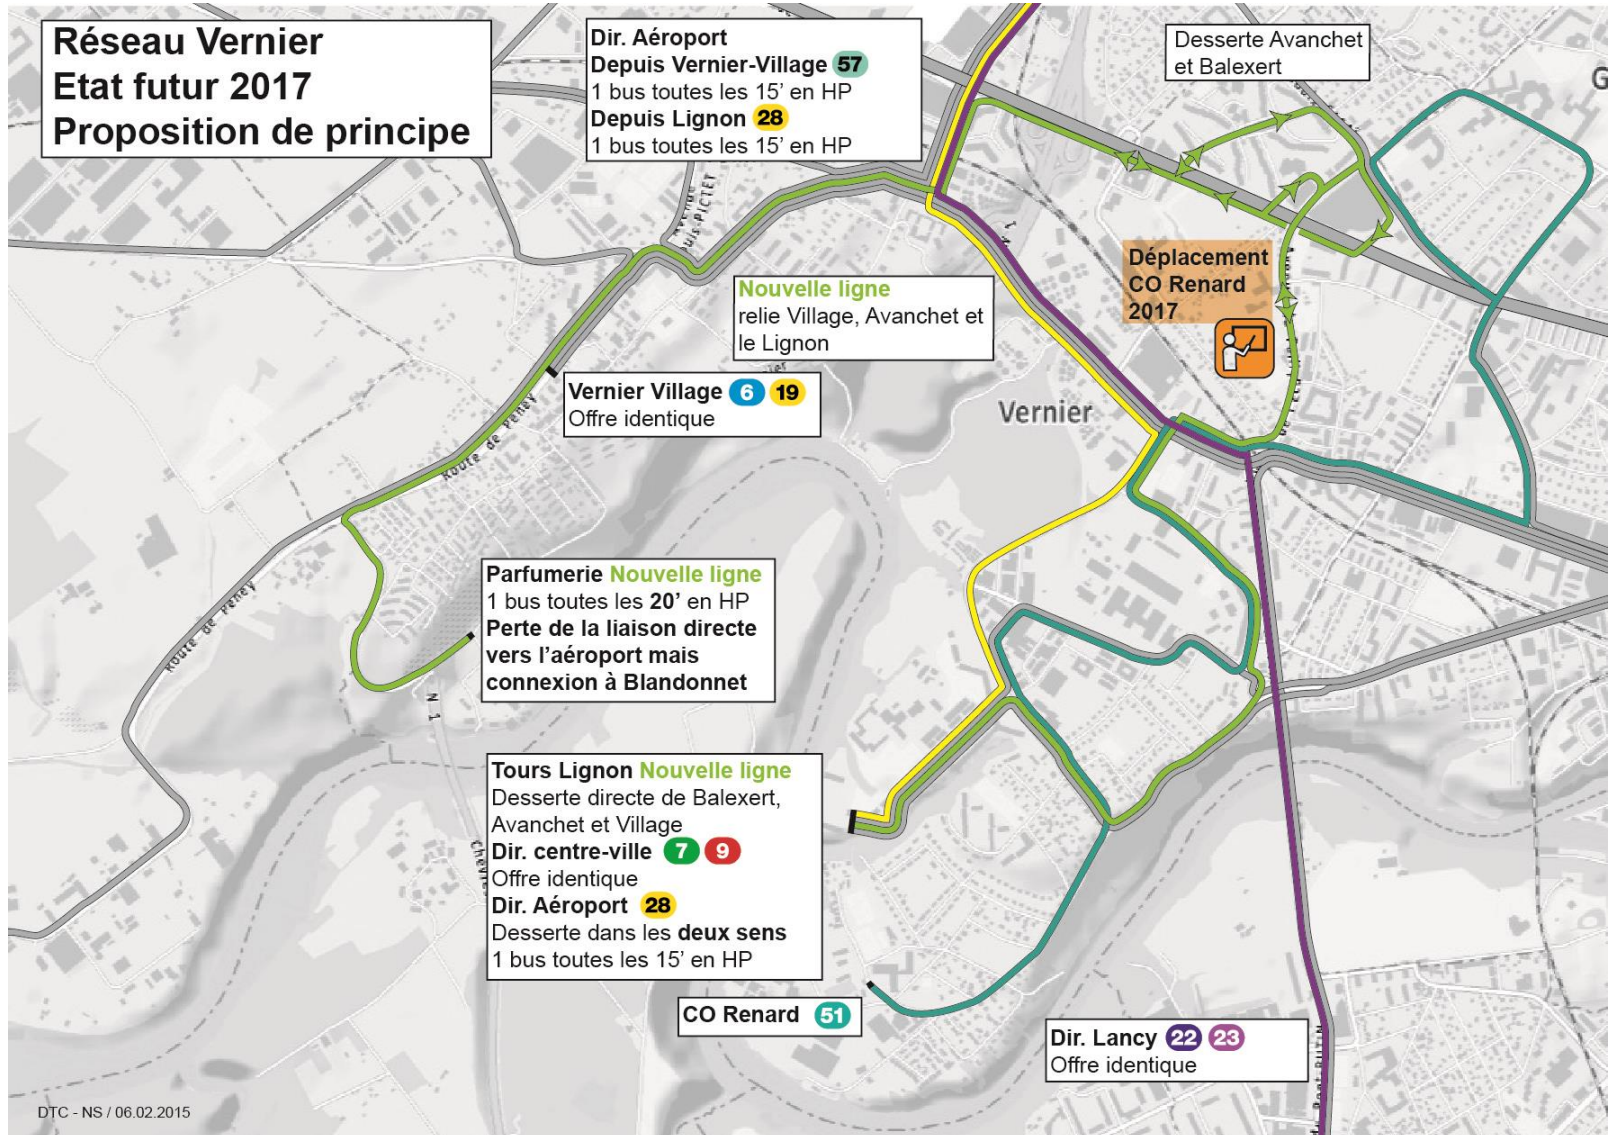 Réseau Vernier
Etat futur 2017
Proposition de principe
Dir. Aéroport
Depuis Vernier-Village 57
1 bus toutes les 15’ en HP
Depuis Lignon 28
1 bus toutes les 15’ en HP
Desserte Avanchet
et Balexert
G
Déplacement
CO Renard
2017
Nouvelle ligne
relie Village, Avanchet et
le Lignon
Vernier Village 6 19
Offre identique
Vernier
Route de Peney
Route de Peney
Parfumerie Nouvelle ligne
1 bus toutes les 20’ en HP
Perte de la liaison directe
vers l’aéroport mais
connexion à Blandonnet
N 1
Tours Lignon Nouvelle ligne
Desserte directe de Balexert,
Avanchet et Village
Dir. centre-ville 7 9
Offre identique
Dir. Aéroport 28
Desserte dans les deux sens
1 bus toutes les 15’ en HP
CO Renard 51
Dir. Lancy 22 23
Offre identique
DTC - NS / 06.02.2015